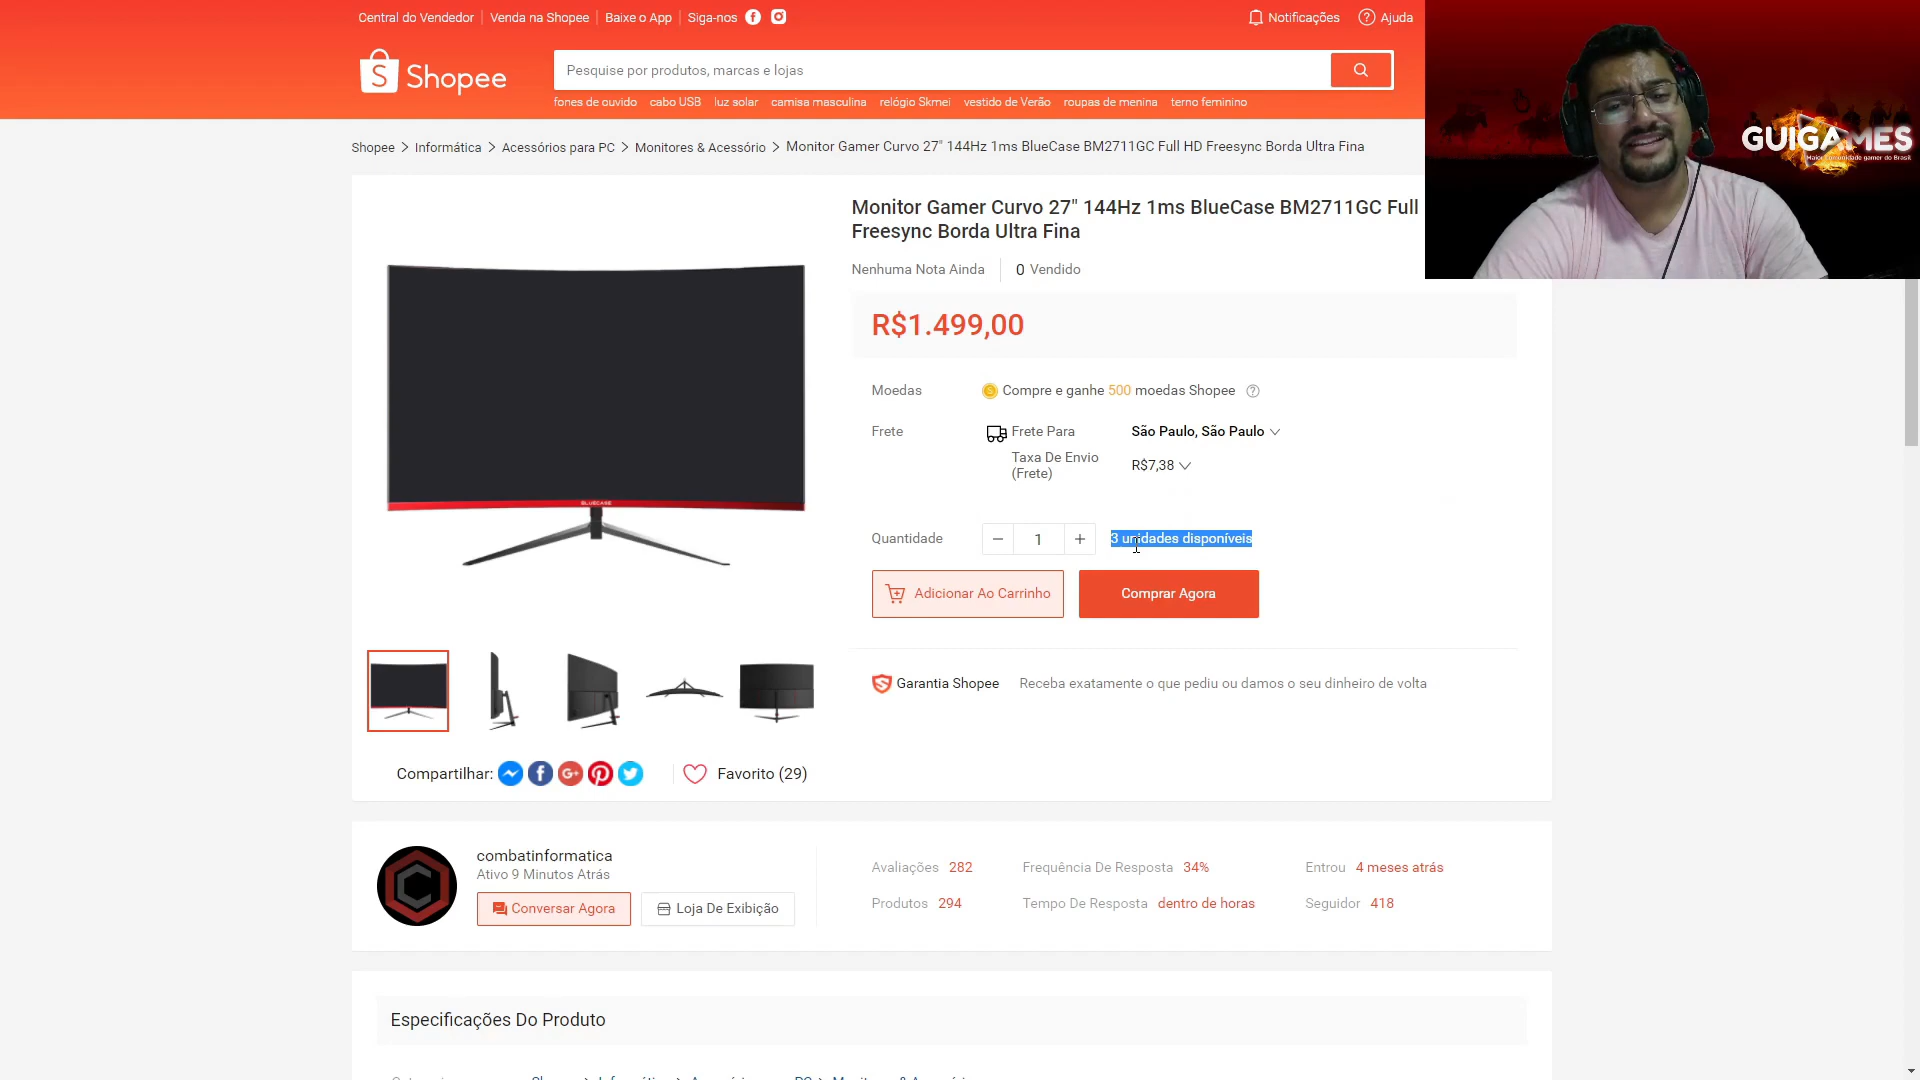 Central do Vendedor
Venda na Shopee
Baixe o App
Siga-nos
Notificações
Ajuda
Shopee
Pesquise por produtos, marcas e lojas
fones de ouvido cabo USB luz solar camisa masculina relógio Skmei vestido de Verão roupas de menina terno feminino
GUIGAMES
Shopee > Informática > Acessórios para PC > Monitores & Acessório > Monitor Gamer Curvo 27" 144Hz 1ms BlueCase BM2711GC Full HD Freesync Borda Ultra Fina
Monitor Gamer Curvo 27" 144Hz 1ms BlueCase BM2711GC Full
Freesync Borda Ultra Fina
Nenhuma Nota Ainda
0 Vendido
R$1.499,00
Moedas
Compre e ganhe 500 moedas Shopee
Frete
Frete Para
São Paulo, São Paulo
Taxa De Envio
(Frete)
R$7,38
Quantidade
1
3 unidades disponíveis
Adicionar Ao Carrinho
Comprar Agora
BLUECASE
Garantia Shopee
Receba exatamente o que pediu ou damos o seu dinheiro de volta
Compartilhar:
Favorito (29)
combatinformatica
Ativo 9 Minutos Atrás
Conversar Agora
Loja De Exibição
Avaliações 282
Frequência De Resposta 34%
Entrou 4 meses atrás
Produtos 294
Tempo De Resposta dentro de horas
Seguidor 418
Especificações Do Produto